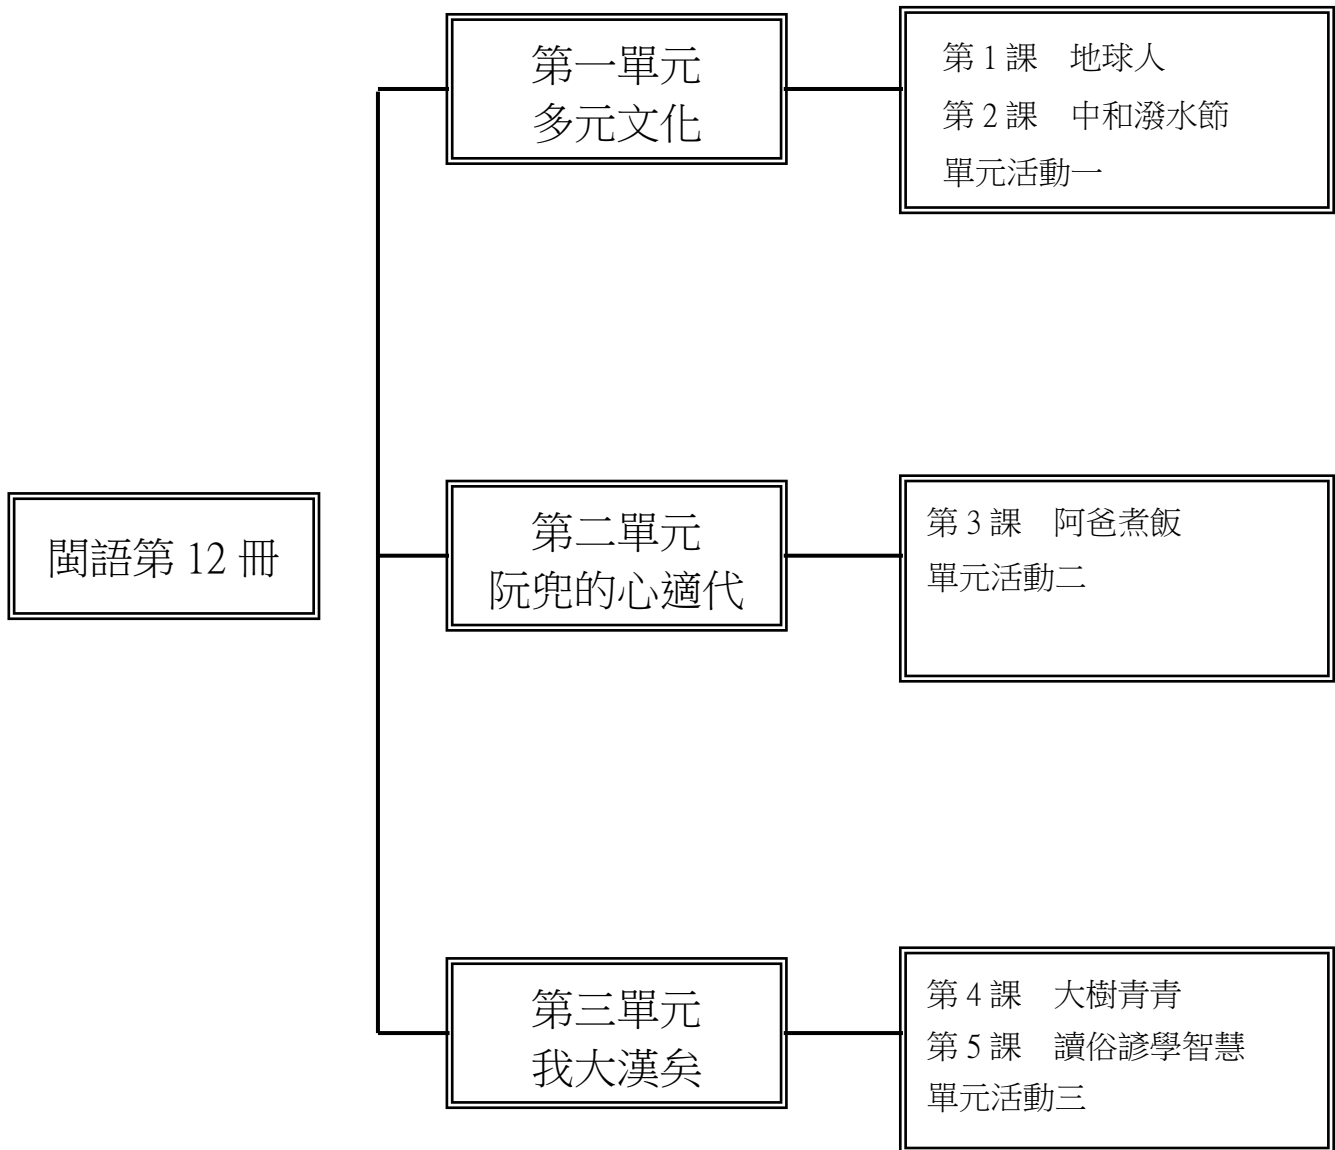 閩語第 12 冊
第一單元
多元文化
第 1 課　地球人
第 2 課　中和潑水節
單元活動一
第二單元
阮兜的心適代
第 3 課　阿爸煮飯
單元活動二
第三單元
我大漢矣
第 4 課　大樹青青
第 5 課　讀俗諺學智慧
單元活動三